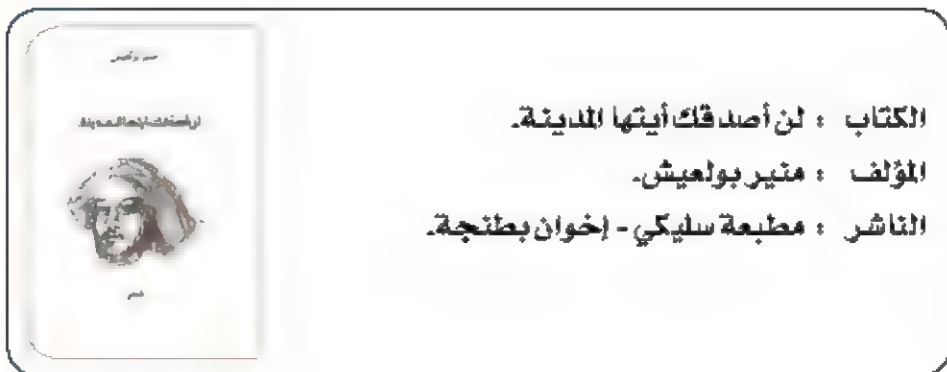 الكتاب : لن أصدقك أيتها المدينة.
المؤلف : منير بولعيش.
الناشر : مطبعة سليكي - إخوان بطنجة.